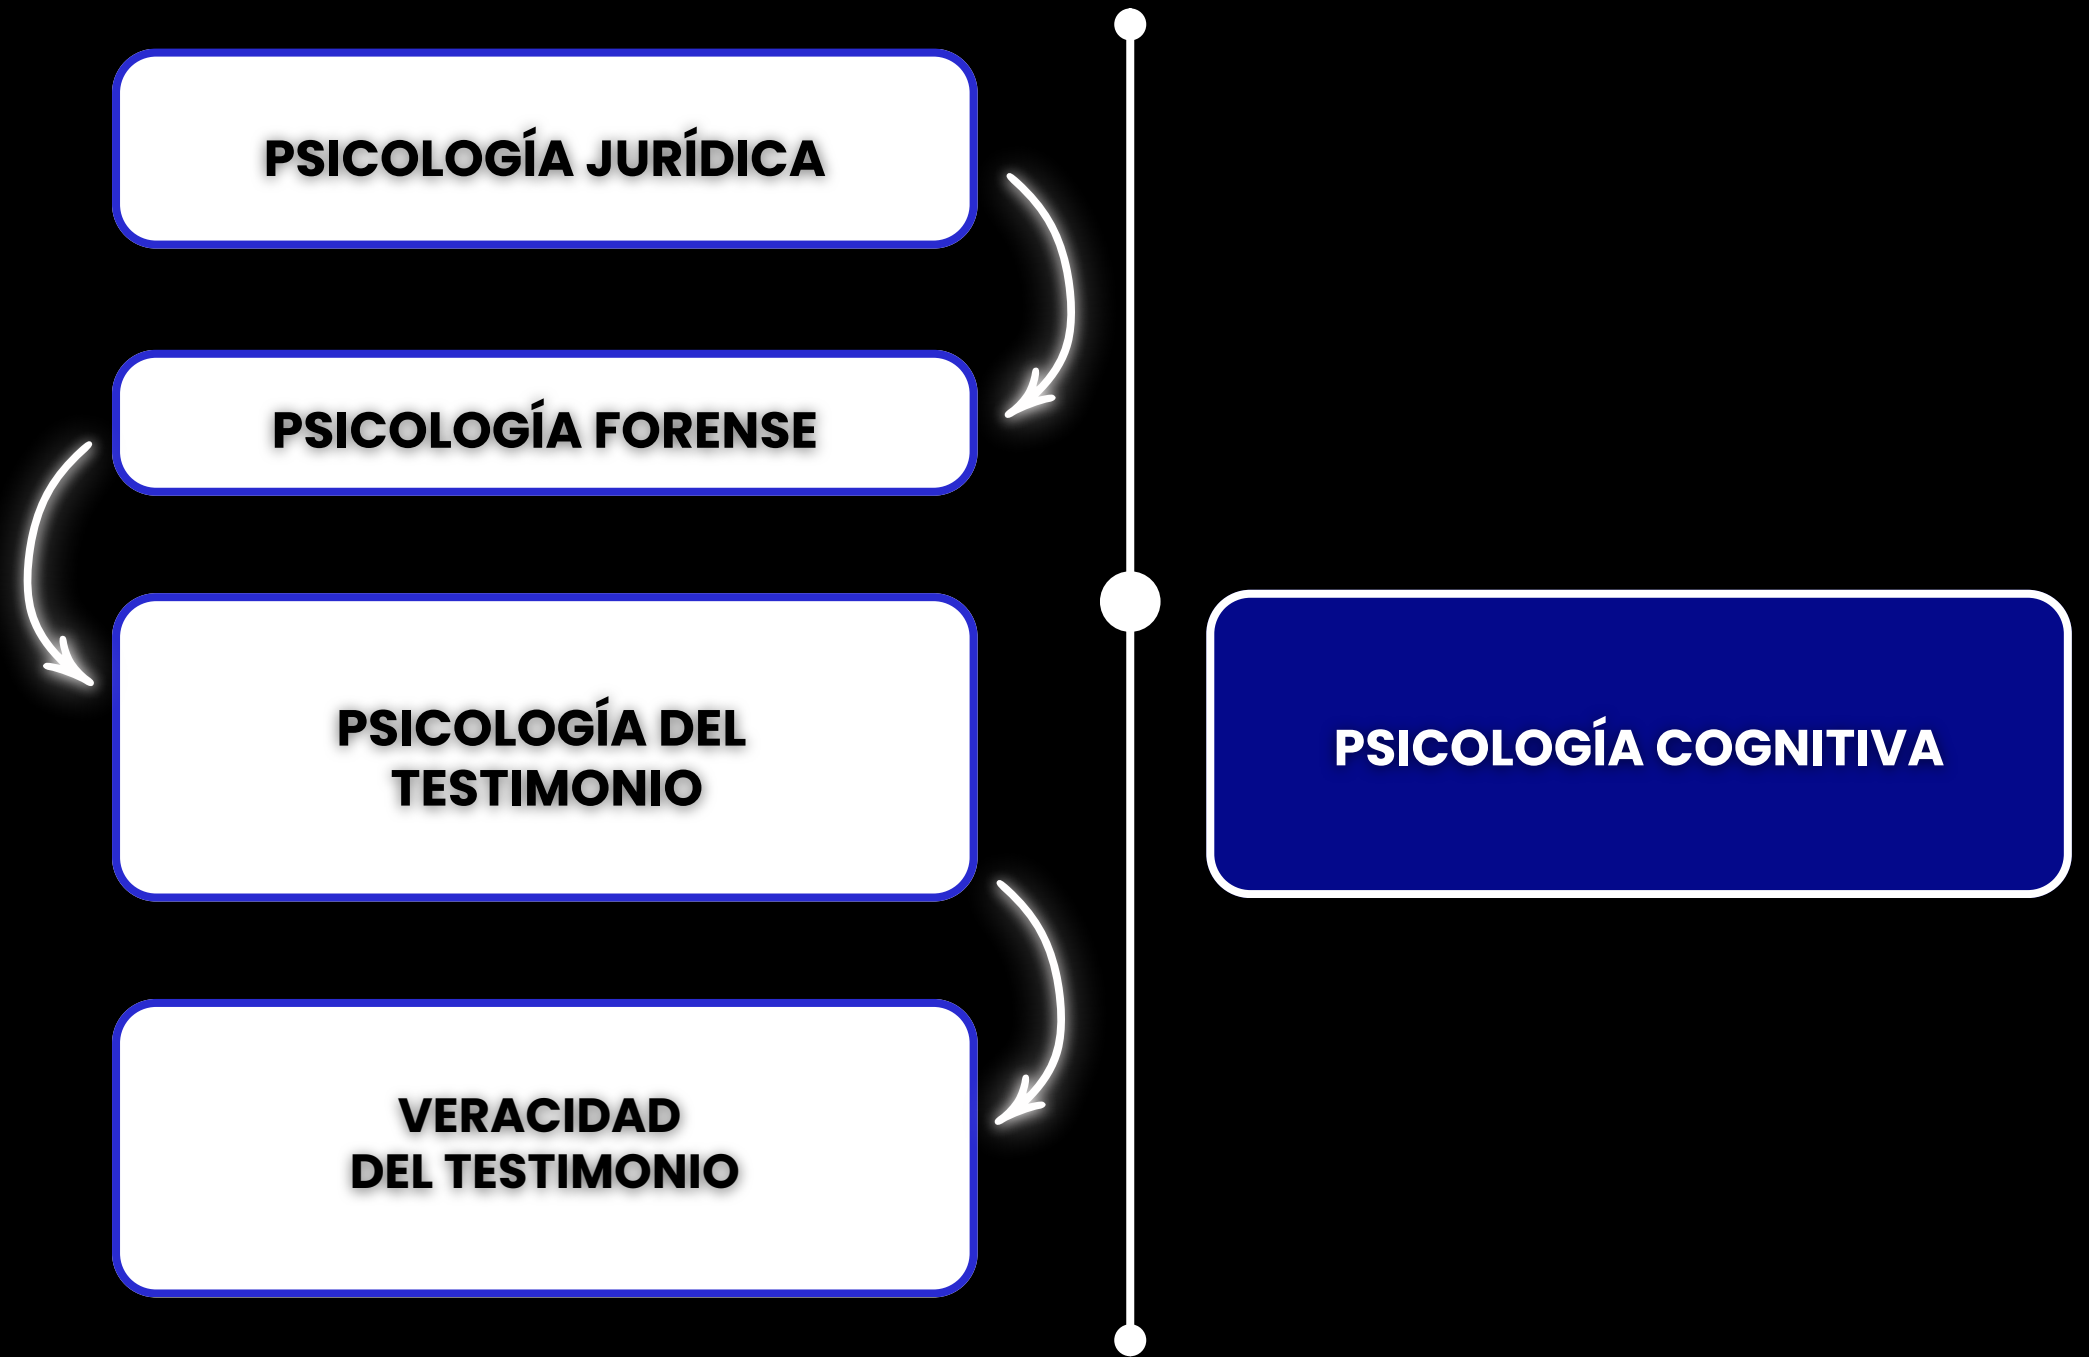 PSICOLOGÍA JURÍDICA
PSICOLOGÍA FORENSE
PSICOLOGÍA DEL
TESTIMONIO
VERACIDAD
DEL TESTIMONIO
PSICOLOGÍA COGNITIVA